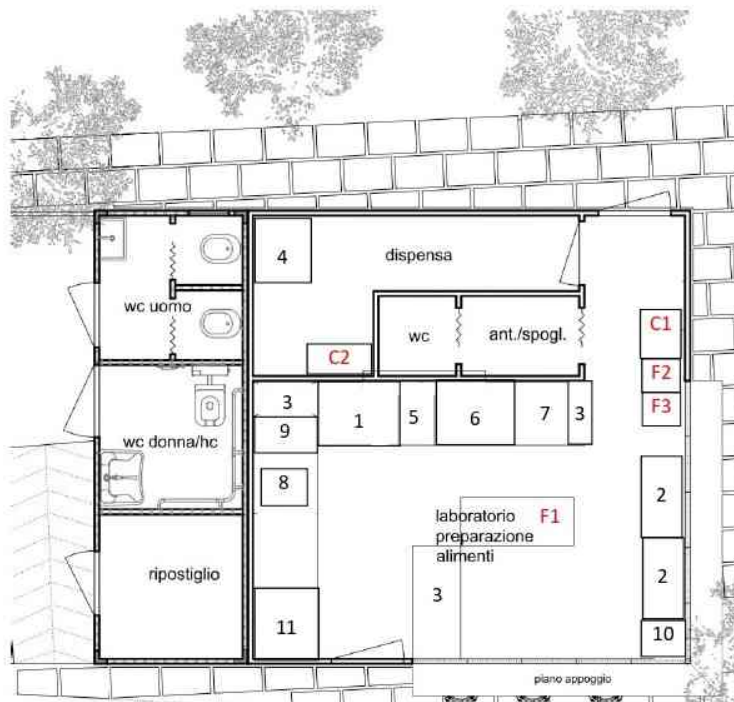 4
dispensa
wc uomo
wc
ant./spogl.
C1
C2
F2
F3
3
9
1
5
6
7
3
wc donna/hc
8
2
laboratorio
preparazione
alimenti
F1
ripostiglio
3
2
11
10
piano appoggio